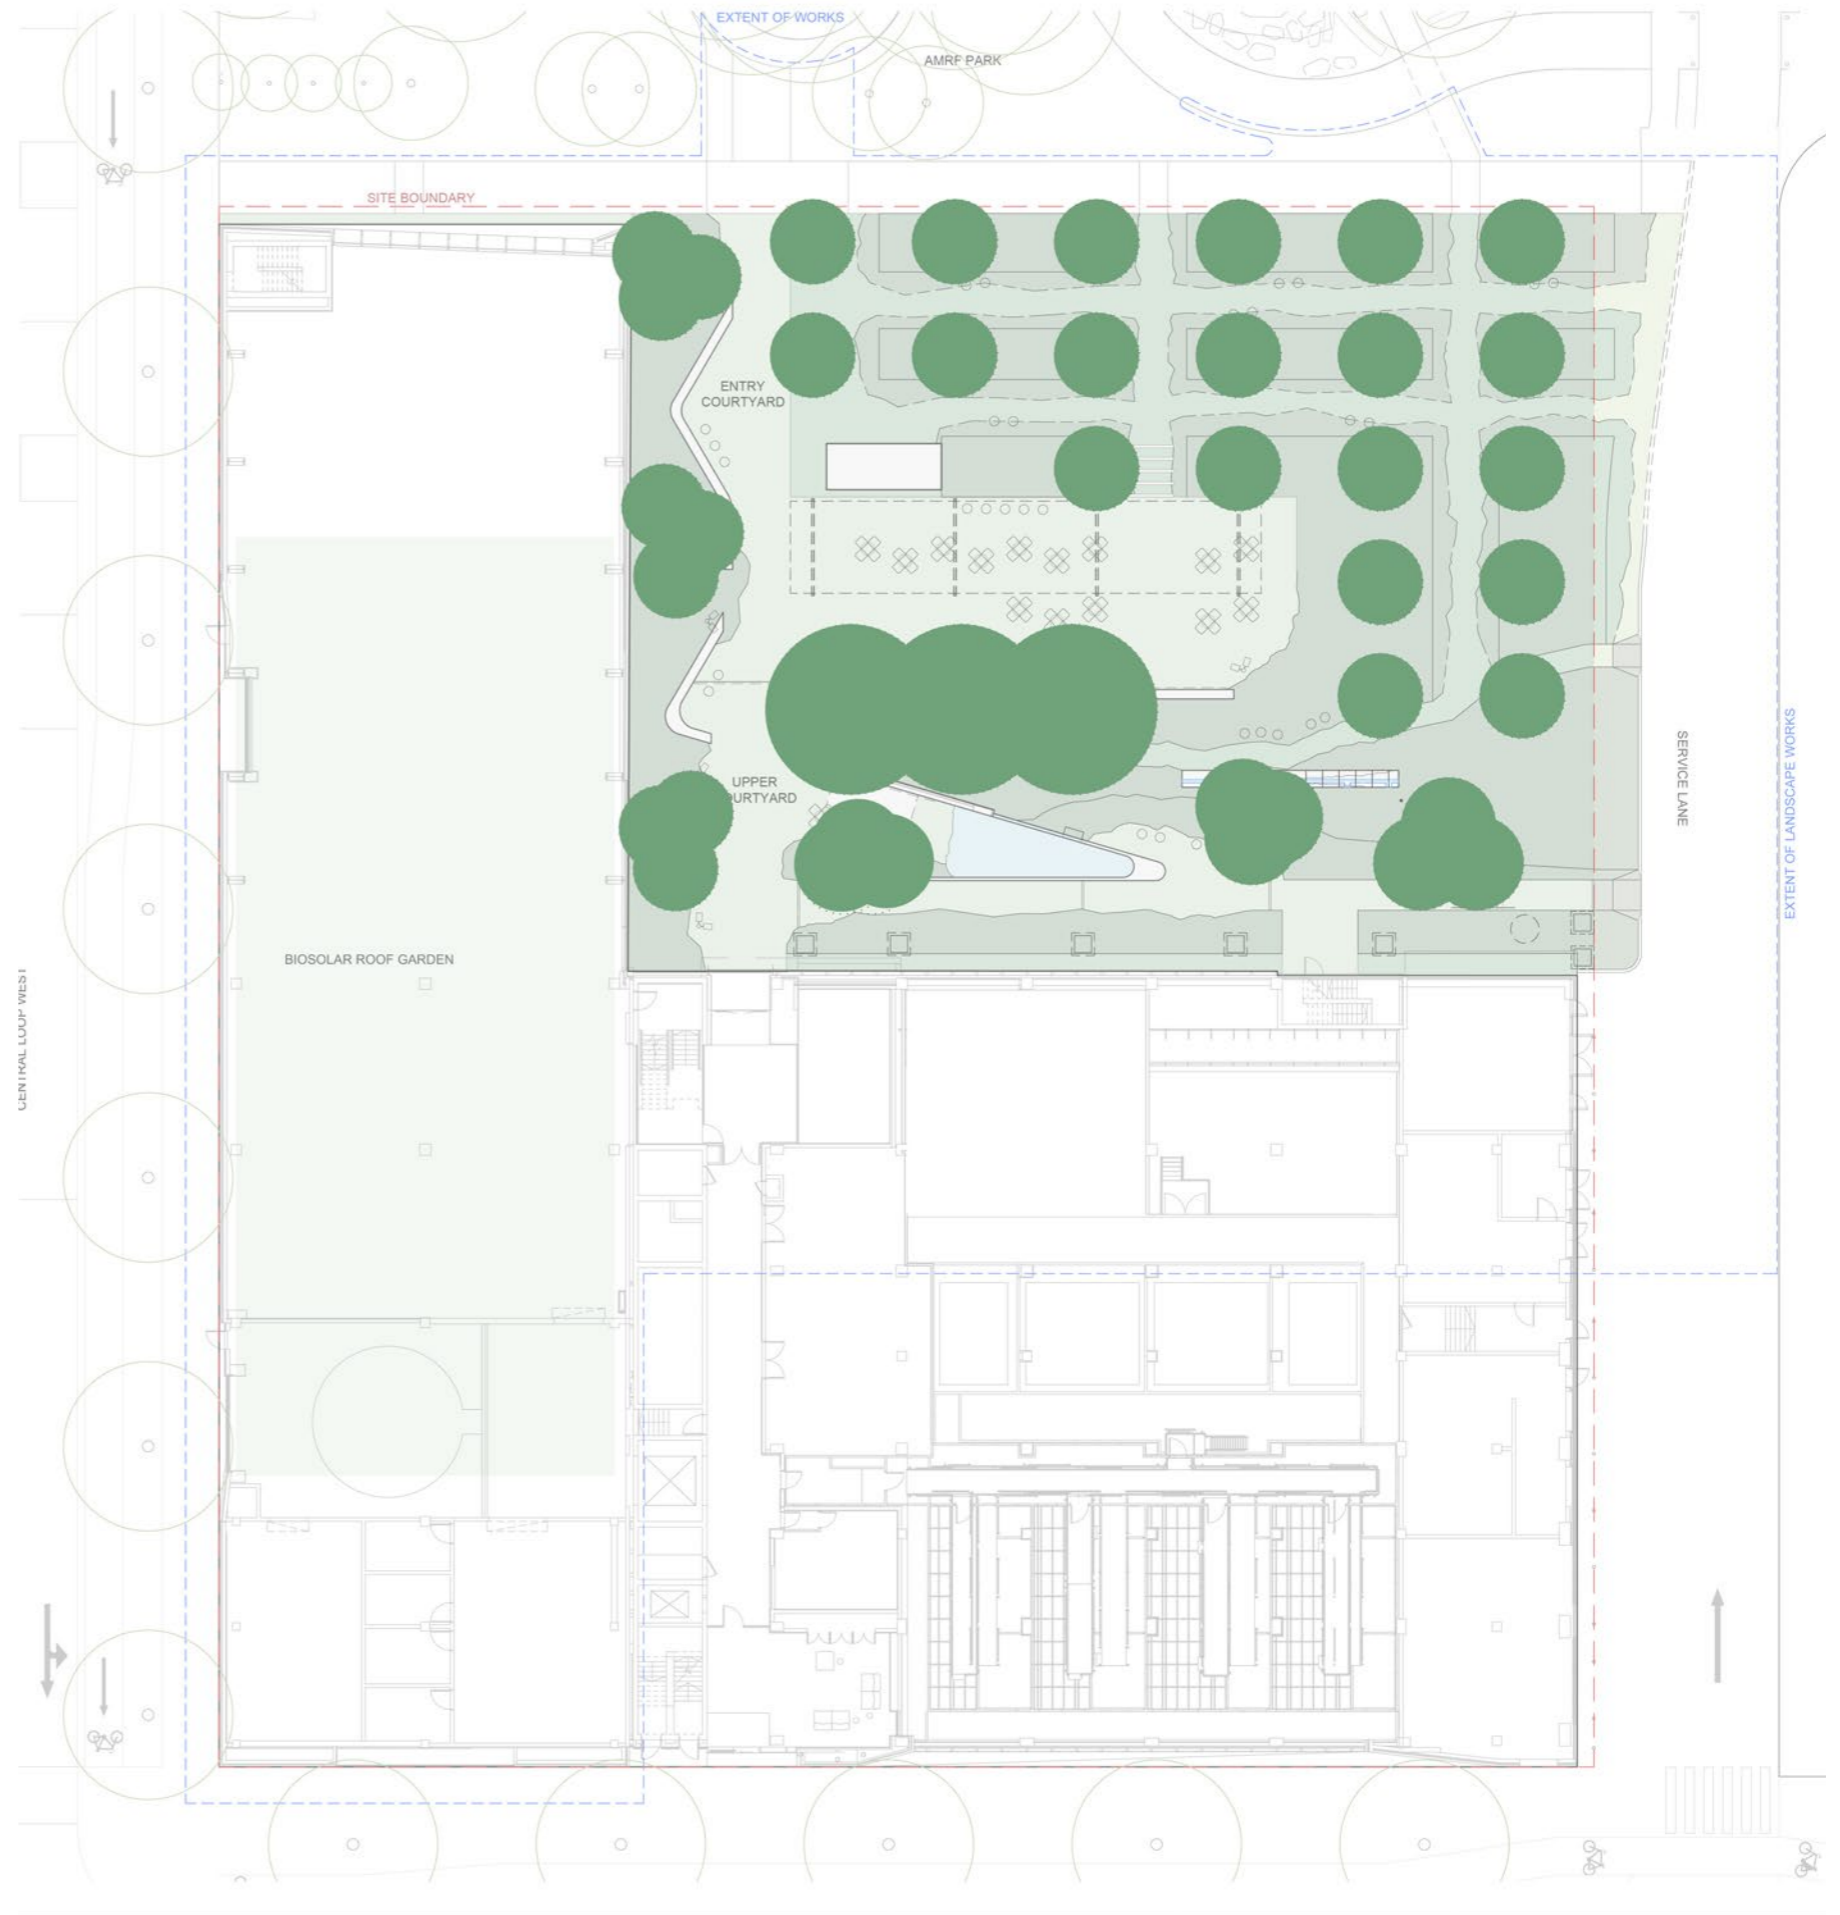 EXTENT OF WORKS
AMRF PARK
SITE BOUNDARY
ENTRY
COURTYARD
UPPER
OURTYARD
SERVICE LANE
EXTENT OF LANDSCAPE WORKS
BIOSOLAR ROOF GARDEN
CENTRAL LOOP WEST